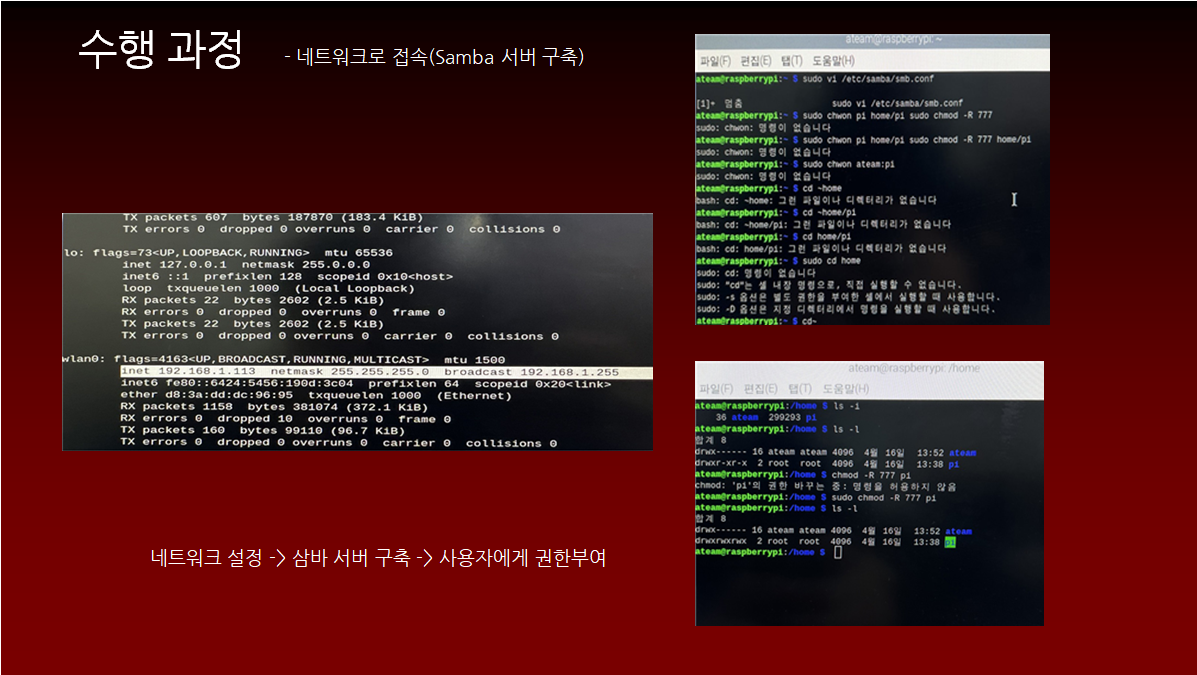 수행 과정
- 네트워크로 접속(Samba 서버 구축)
TX packets 607 bytes 187870 (183.4 KiB)
TX errors 0 dropped 0 overruns 0 carrier 0 collisions 0
lo: flags=73<UP,LOOPBACK,RUNNING> mtu 65536
inet 127.0.0.1 netmask 255.0.0.0
inet6 ::1 prefixlen 128 scopeid 0x10<host>
loop txqueuelen 1000 (Local Loopback)
RX packets 22 bytes 2602 (2.5 KiB)
RX errors 0 dropped 0 overruns 0 frame 0
TX packets 22 bytes 2602 (2.5 KiB)
TX errors 0 dropped 0 overruns 0 carrier 0 collisions 0
wlan0: flags=4163<UP,BROADCAST,RUNNING,MULTICAST> mtu 1500
inet 192.168.1.113 netmask 255.255.255.0 broadcast 192.168.1.255
inet6 fe80::6424:5456:190d:3c04 prefixlen 64 scopeid 0x20<link>
ether d8:3a:dd:dc:96:95 txqueuelen 1000 (Ethernet)
RX packets 1158 bytes 381074 (372.1 KiB)
RX errors 0 dropped 10 overruns 0 frame 0
TX packets 160 bytes 99110 (96.7 KiB)
TX errors 0 dropped 0 overruns 0 carrier 0 collisions 0
네트워크 설정 -> 삼바 서버 구축 -> 사용자에게 권한부여
ateam@raspberrypi: ~
파일(F) 편집(E) 탭(T) 도움말(H)
ateam@raspberrypi:~ $ sudo vi /etc/samba/smb.conf
[1]+ 멈춤 sudo vi /etc/samba/smb.conf
ateam@raspberrypi:~ $ sudo chwon pi home/pi sudo chmod -R 777
sudo: chwon: 명령이 없습니다
ateam@raspberrypi:~ $ sudo chwon pi home/pi sudo chmod -R 777 home/pi
sudo: chwon: 명령이 없습니다
ateam@raspberrypi:~ $ sudo chwon ateam:pi
sudo: chwon: 명령이 없습니다
ateam@raspberrypi:~ $ cd ~home
bash: cd: ~home: 그런 파일이나 디렉터리가 없습니다
ateam@raspberrypi:~ $ cd ~home/pi
bash: cd: ~home/pi: 그런 파일이나 디렉터리가 없습니다
ateam@raspberrypi:~ $ cd home/pi
bash: cd: home/pi: 그런 파일이나 디렉터리가 없습니다
ateam@raspberrypi:~ $ sudo cd home
sudo: cd: 명령이 없습니다
sudo: "cd"는 셸 내장 명령으로, 직접 실행할 수 없습니다.
sudo: -s 옵션은 별도 권한을 부여한 셸에서 실행할 때 사용합니다.
sudo: -D 옵션은 지정 디렉터리에서 명령을 실행할 때 사용합니다.
ateam@raspberrypi:~ $ cd~
ateam@raspberrypi: /home
파일(F) 편집(E) 탭(T) 도움말(H)
ateam@raspberrypi:/home $ ls -i
36 ateam 299293 pi
ateam@raspberrypi:/home $ ls -l
합계 8
drwx------ 16 ateam ateam 4096 4월 16일 13:52 ateam
drwxr-xr-x 2 root root 4096 4월 16일 13:38 pi
ateam@raspberrypi:/home $ chmod -R 777 pi
chmod: 'pi'의 권한 바꾸는 중: 명령을 허용하지 않음
ateam@raspberrypi:/home $ sudo chmod -R 777 pi
ateam@raspberrypi:/home $ ls -l
합계 8
drwx------ 16 ateam ateam 4096 4월 16일 13:52 ateam
drwxrwxrwx 2 root root 4096 4월 16일 13:38 pi
ateam@raspberrypi:/home $